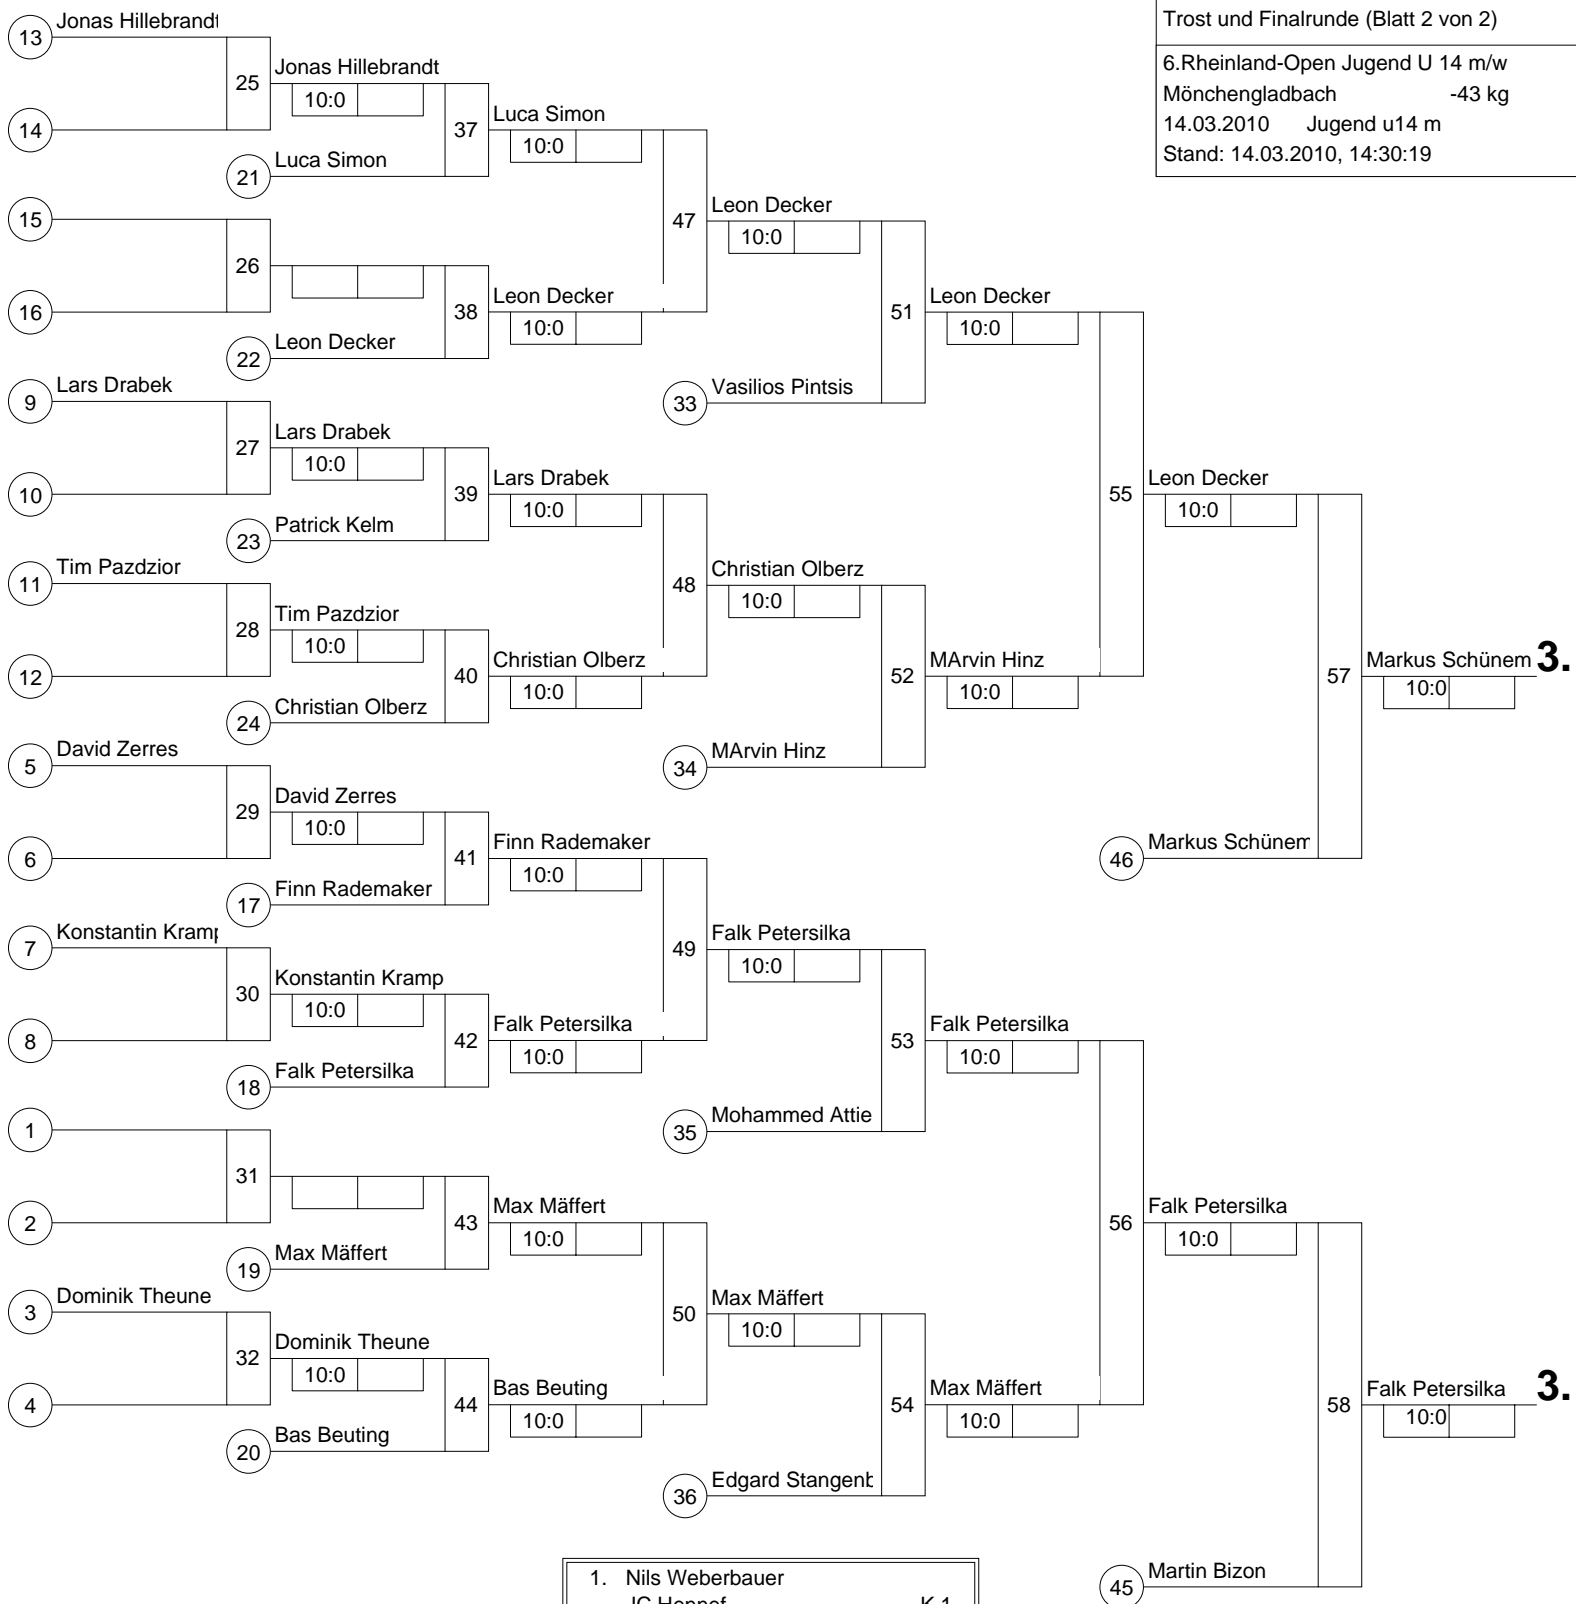 Trost und Finalrunde (Blatt 2 von 2)
6.Rheinland-Open Jugend U 14 m/w
Mönchengladbach -43 kg
14.03.2010 Jugend u14 m
Stand: 14.03.2010, 14:30:19
13 Jonas Hillebrandt
25 Jonas Hillebrandt
10:0
14
37 Luca Simon
10:0
21 Luca Simon
15
47 Leon Decker
10:0
26
16
38 Leon Decker
10:0
22 Leon Decker
51 Leon Decker
10:0
9 Lars Drabek
33 Vasilios Pintsis
27 Lars Drabek
10:0
10
39 Lars Drabek
10:0
23 Patrick Kelm
55 Leon Decker
10:0
11 Tim Pazdzior
48 Christian Olberz
10:0
28 Tim Pazdzior
10:0
12
40 Christian Olberz
10:0
24 Christian Olberz
52 MArvin Hinz
10:0
57 Markus Schünem 3.
10:0
5 David Zerres
34 MArvin Hinz
29 David Zerres
10:0
6
41 Finn Rademaker
10:0
46 Markus Schünem
17 Finn Rademaker
7 Konstantin Kramp
49 Falk Petersilka
10:0
30 Konstantin Kramp
10:0
8
42 Falk Petersilka
10:0
18 Falk Petersilka
53 Falk Petersilka
10:0
1
35 Mohammed Attie
31
2
43 Max Mäffert
10:0
19 Max Mäffert
56 Falk Petersilka
10:0
3 Dominik Theune
50 Max Mäffert
10:0
32 Dominik Theune
10:0
4
44 Bas Beuting
10:0
20 Bas Beuting
54 Max Mäffert
10:0
58 Falk Petersilka 3.
10:0
36 Edgard Stangenb
45 Martin Bizon
1. Nils Weberbauer
JC Hennef K 1